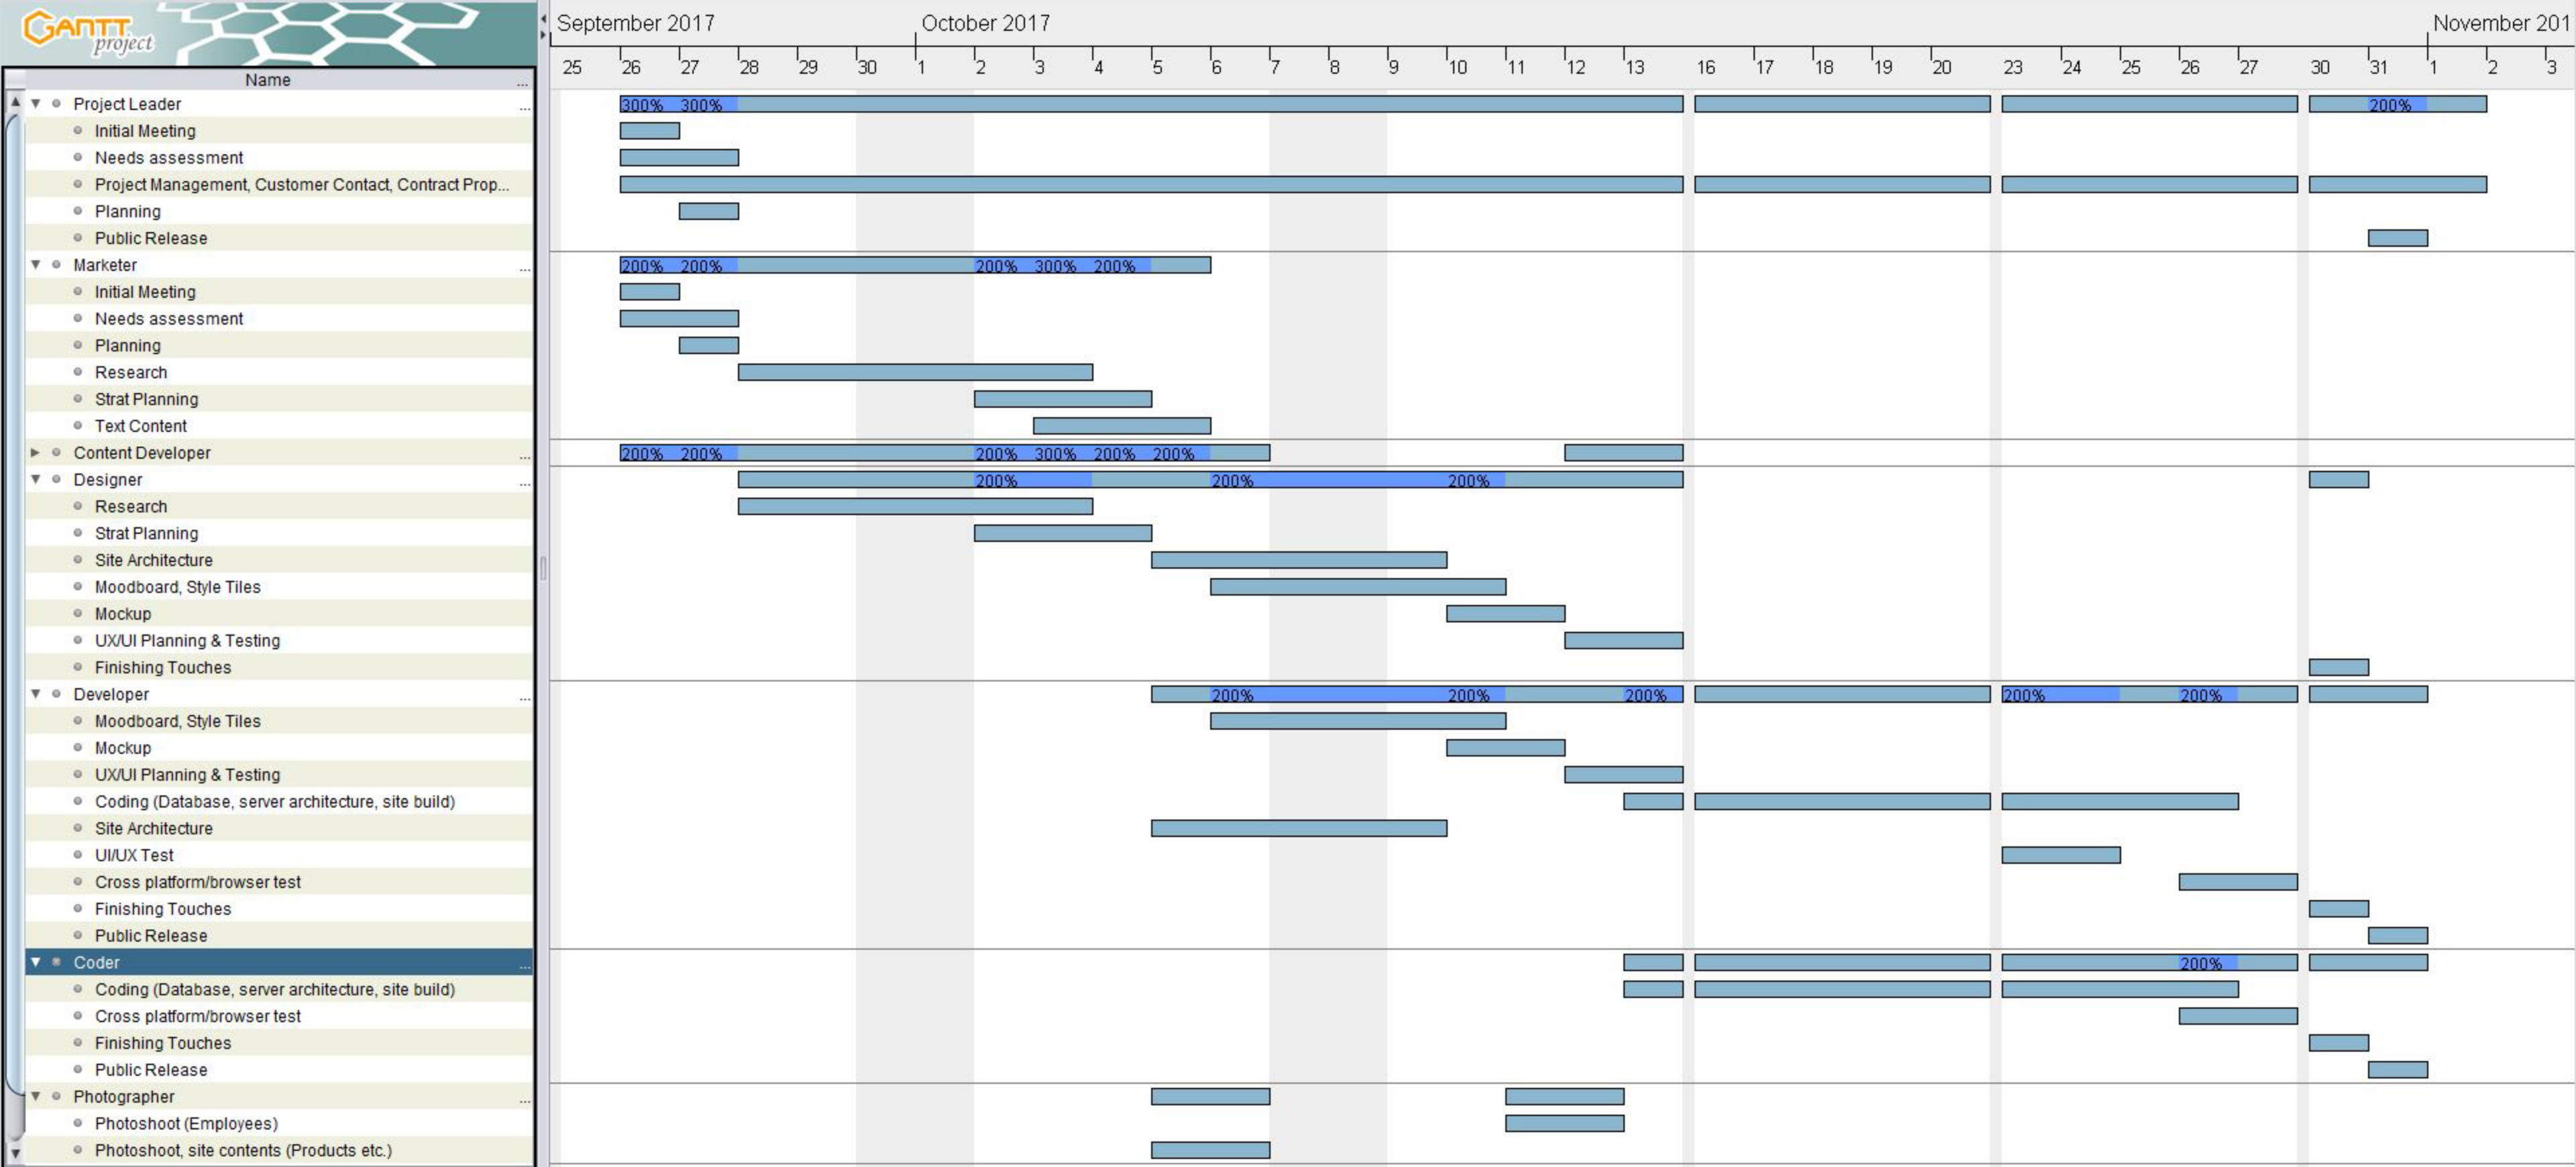 GANTT
project
September 2017 October 2017 November 201
25 26 27 28 29 30 1 2 3 4 5 6 7 8 9 10 11 12 13 16 17 18 19 20 23 24 25 26 27 30 31 1 2 3
Name ...
Project Leader ... 300% 300% 200%
Initial Meeting
Needs assessment
Project Management, Customer Contact, Contract Prop...
Planning
Public Release
Marketer ... 200% 200% 200% 300% 200%
Initial Meeting
Needs assessment
Planning
Research
Strat Planning
Text Content
Content Developer ... 200% 200% 200% 300% 200% 200%
Designer ... 200% 200% 200%
Research
Strat Planning
Site Architecture
Moodboard, Style Tiles
Mockup
UX/UI Planning & Testing
Finishing Touches
Developer ... 200% 200% 200% 200% 200%
Moodboard, Style Tiles
Mockup
UX/UI Planning & Testing
Coding (Database, server architecture, site build)
Site Architecture
UI/UX Test
Cross platform/browser test
Finishing Touches
Public Release
Coder ... 200%
Coding (Database, server architecture, site build)
Cross platform/browser test
Finishing Touches
Public Release
Photographer ...
Photoshoot (Employees)
Photoshoot, site contents (Products etc.)